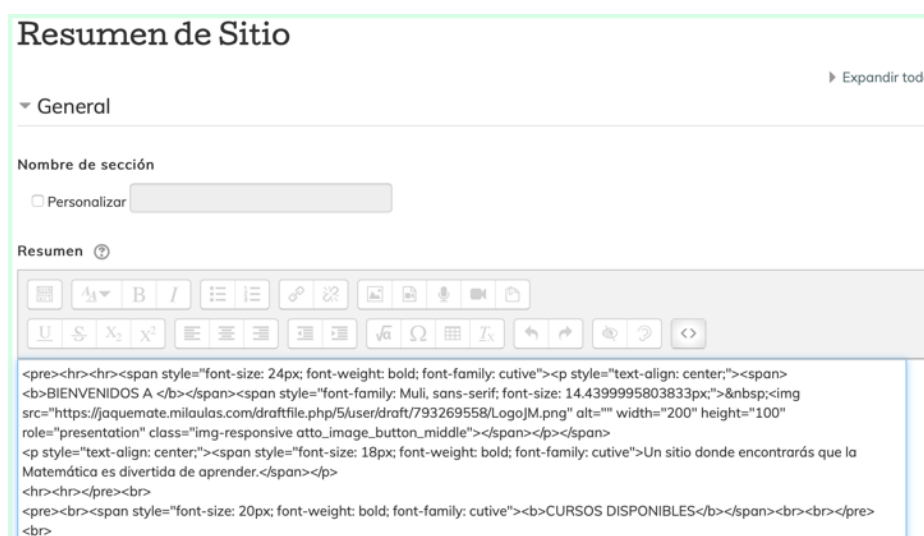 Resumen de Sitio
Expandir tod
General
Nombre de sección
Personalizar
Resumen
<pre><hr><hr><span style="font-size: 24px; font-weight: bold; font-family: cutive"><p style="text-align: center;"><span>
<b>BIENVENIDOS A </b></span><span style="font-family: Muli, sans-serif; font-size: 14.4399995803833px;">&nbsp;<img
src="https://jaquemate.milaulas.com/draftfile.php/5/user/draft/793269558/LogoJM.png" alt="" width="200" height="100"
role="presentation" class="img-responsive atto_image_button_middle"></span></p></span>
<p style="text-align: center;"><span style="font-size: 18px; font-weight: bold; font-family: cutive">Un sitio donde encontrarás que la
Matemática es divertida de aprender.</span></p>
<hr><hr></pre><br>
<pre><br><span style="font-size: 20px; font-weight: bold; font-family: cutive"><b>CURSOS DISPONIBLES</b></span><br><br></pre>
<br>